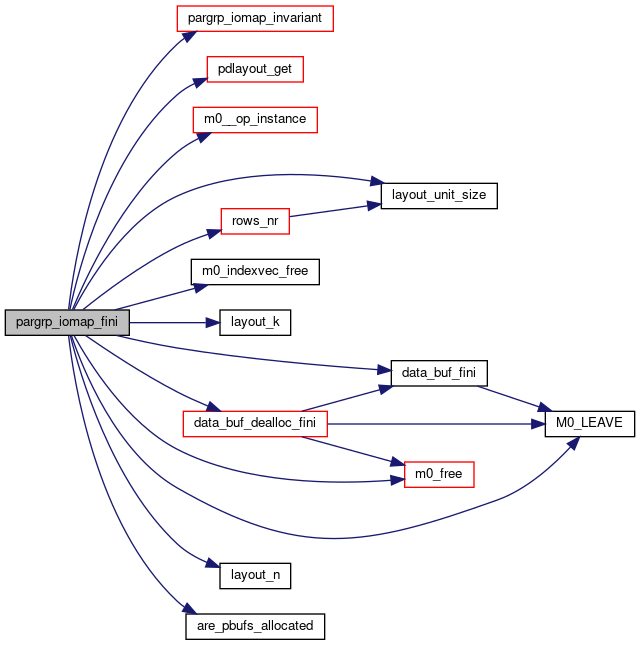 pargrp_iomap_invariant
pdlayout_get
m0__op_instance
layout_unit_size
rows_nr
m0_indexvec_free
pargrp_iomap_fini
layout_k
data_buf_fini
data_buf_dealloc_fini
M0_LEAVE
m0_free
layout_n
are_pbufs_allocated